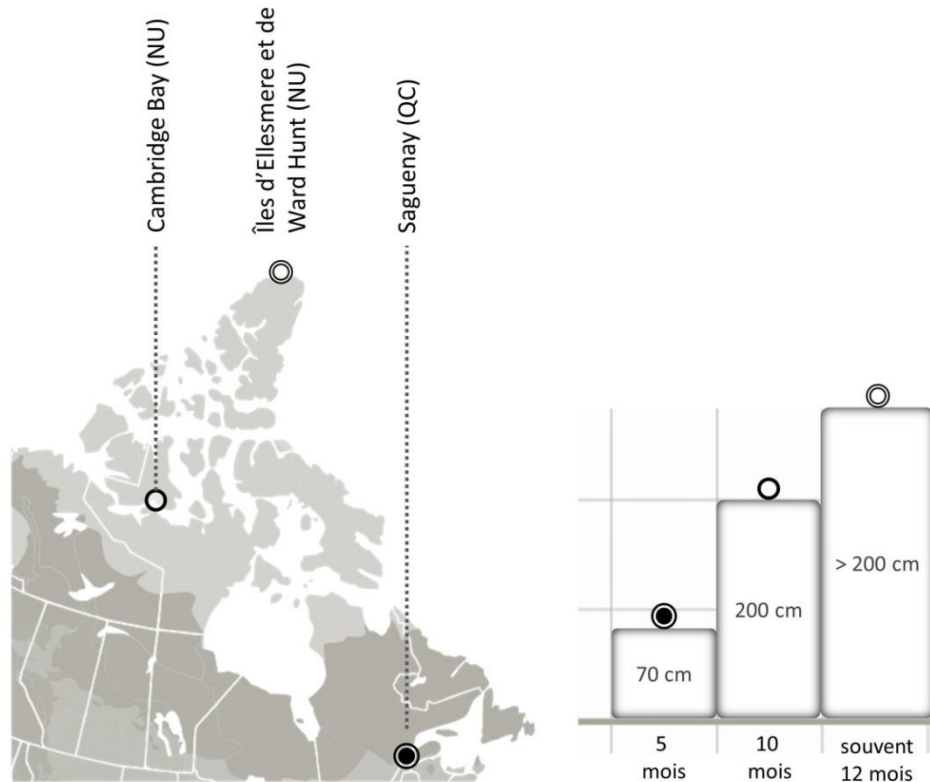 Cambridge Bay (NU)
Îles d’Ellesmere et de
Ward Hunt (NU)
Saguenay (QC)
> 200 cm
200 cm
70 cm
5
mois
10
mois
souvent
12 mois